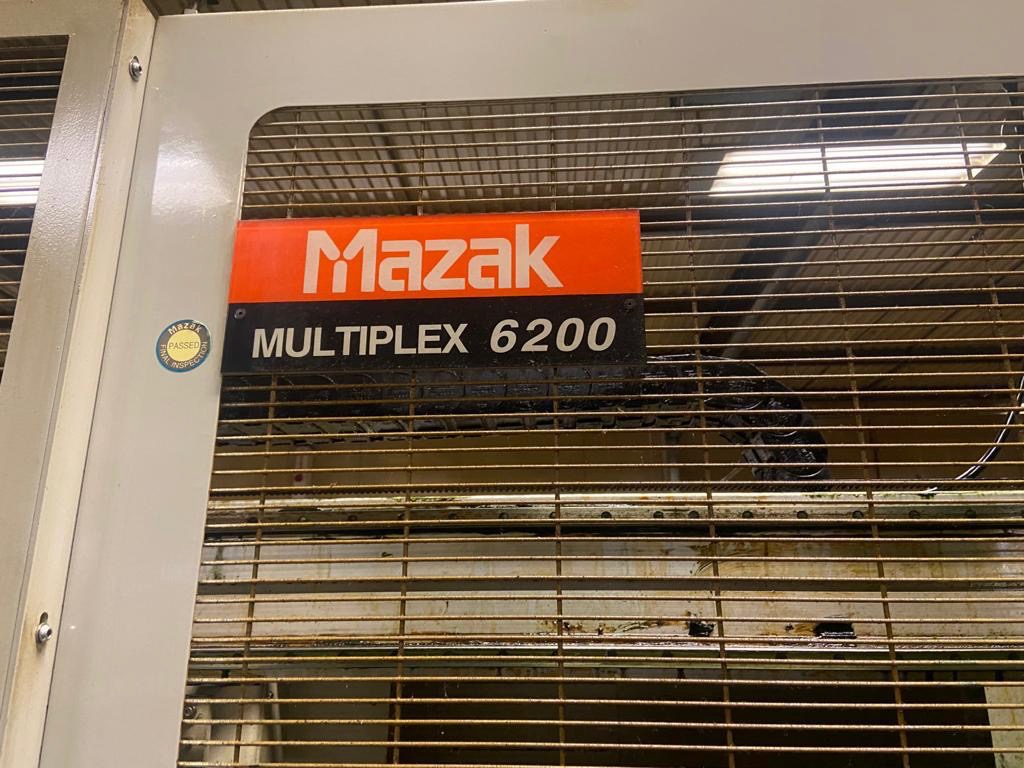 Mazak
MULTIPLEX 6200
Mazak
PASSED
FINAL INSPECTION